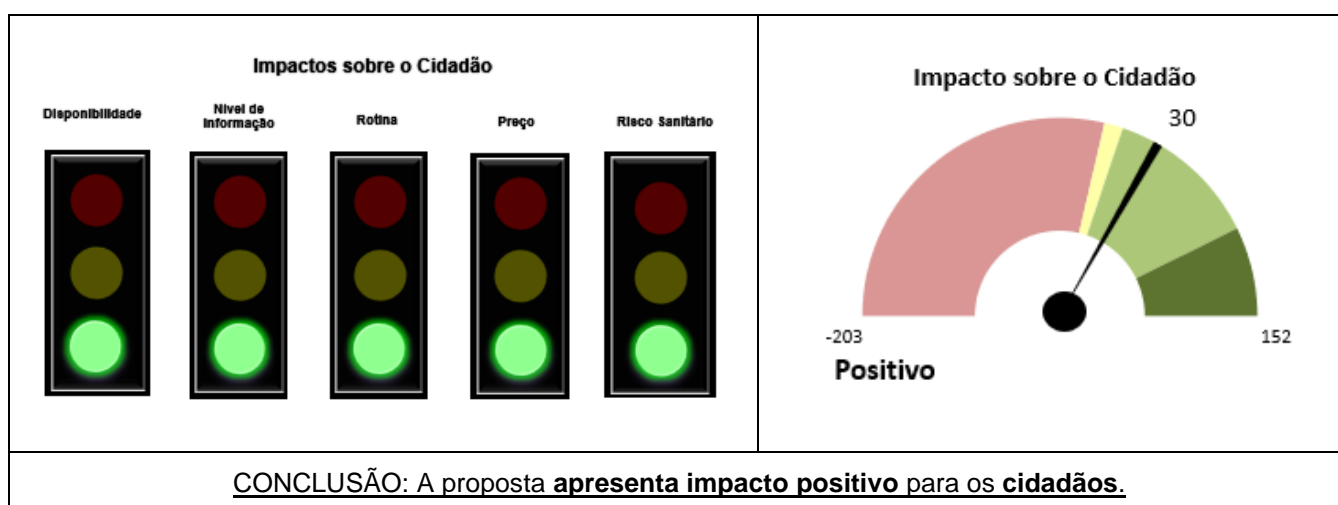 Impactos sobre o Cidadão
Disponibilidade
Nível de
Informação
Rotina
Preço
Risco Sanitário
Impacto sobre o Cidadão
30
-203
152
Positivo
CONCLUSÃO: A proposta apresenta impacto positivo para os cidadãos.